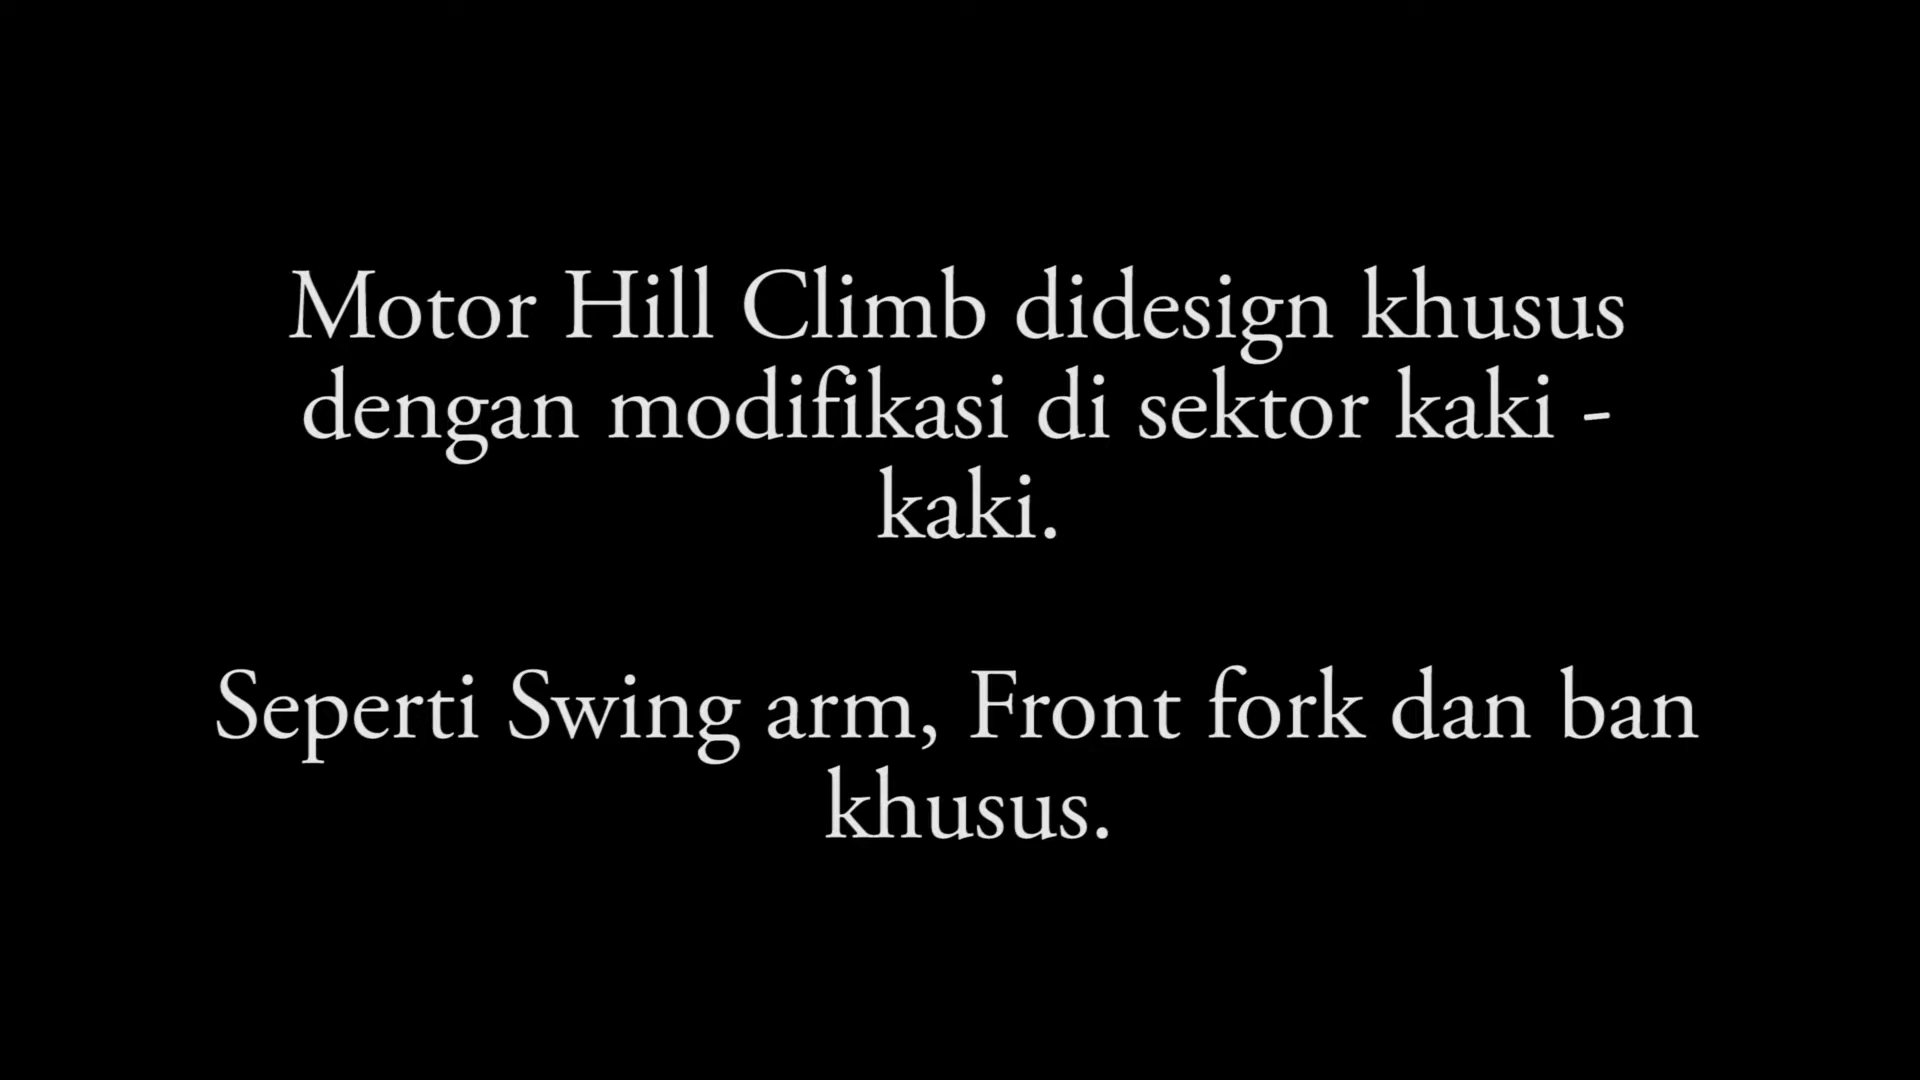 Motor Hill Climb didesign khusus
dengan modifikasi di sektor kaki -
kaki.
Seperti Swing arm, Front fork dan ban
khusus.